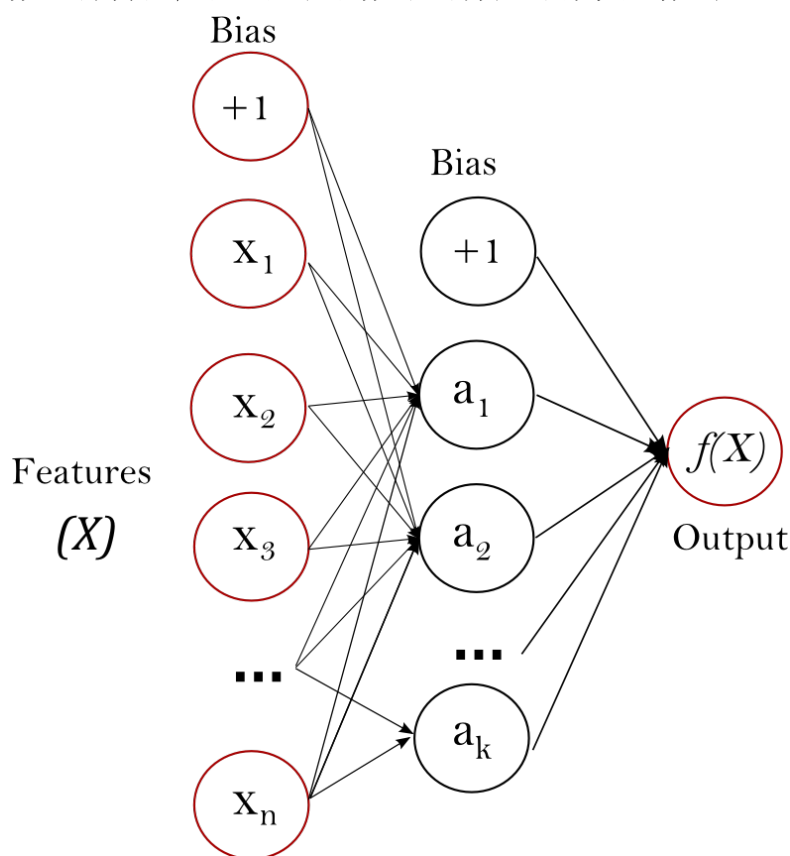 Bias
+1
x1
x2
x3
...
xn
Features
(X)
Bias
+1
a1
a2
...
ak
f(X)
Output